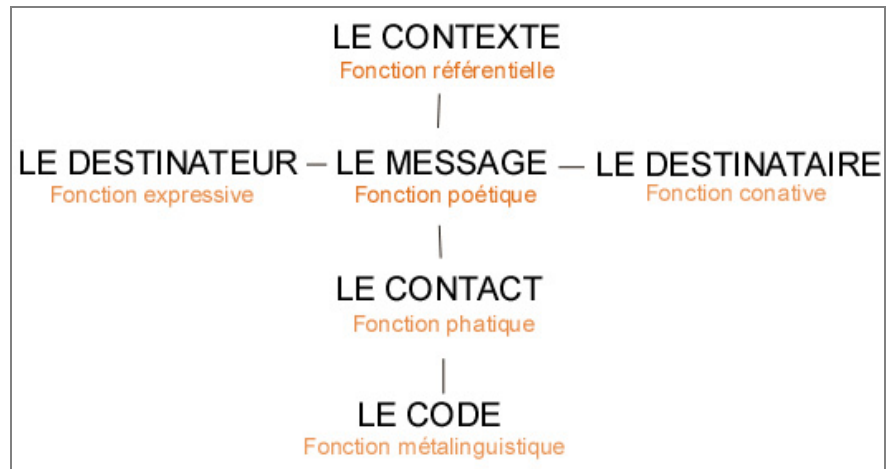 LE CONTEXTE
Fonction référentielle
LE DESTINATEUR – LE MESSAGE – LE DESTINATAIRE
Fonction expressive Fonction poétique Fonction conative
LE CONTACT
Fonction phatique
LE CODE
Fonction métalinguistique